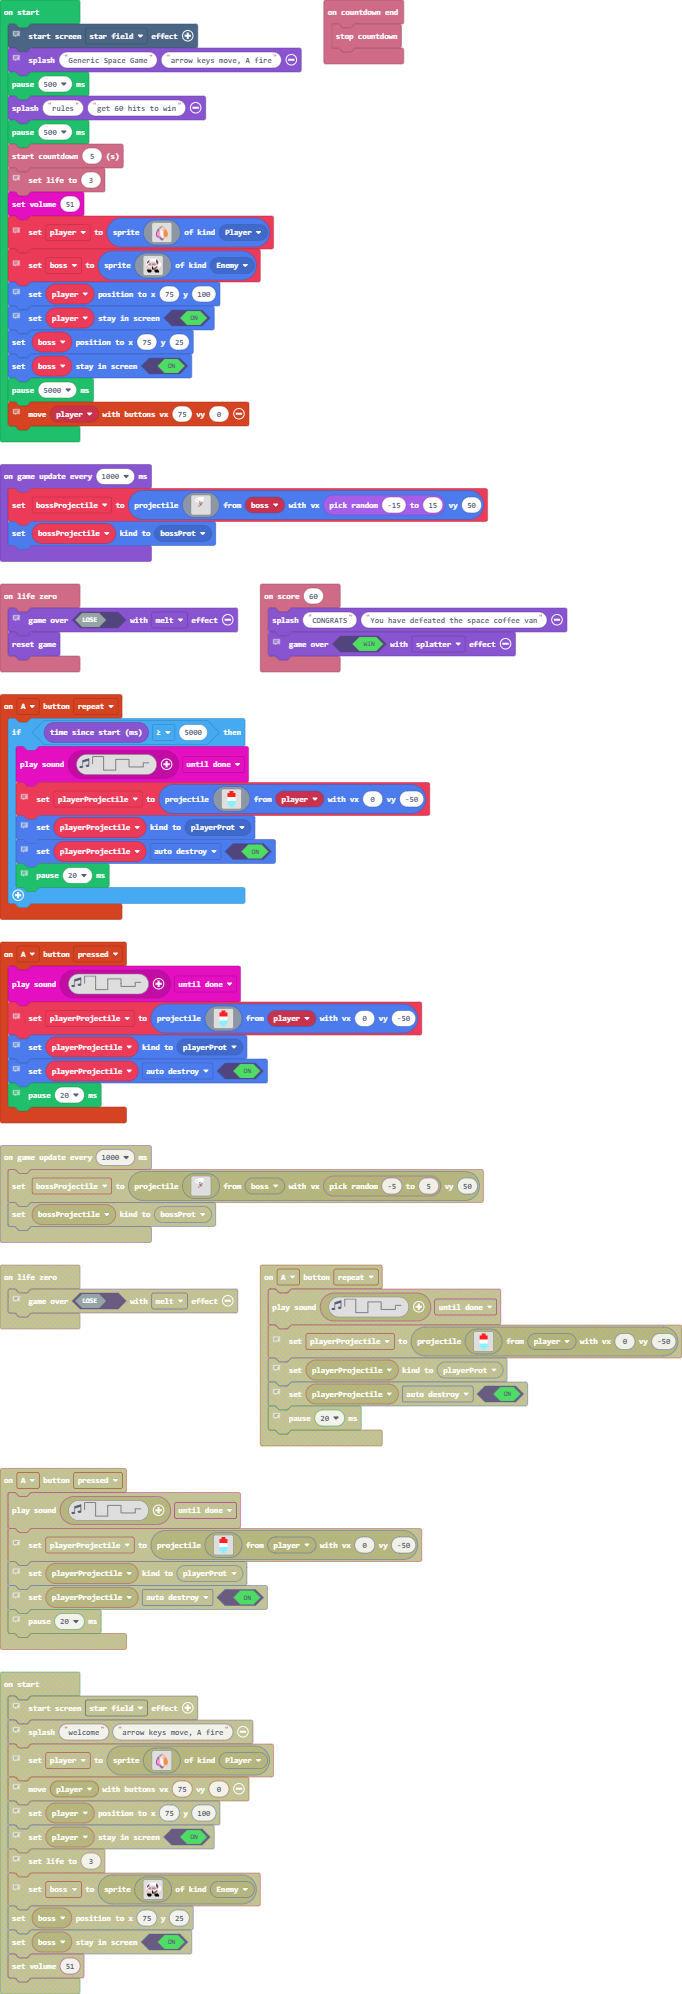 on start
start screen star field effect
splash "Generic Space Game" "arrow keys move, A fire"
pause 500 ms
splash "rules" "get 60 hits to win"
pause 500 ms
start countdown 5 (s)
set life to 3
set volume 51
set player to sprite of kind Player
set boss to sprite of kind Enemy
set player position to x 75 y 100
set player stay in screen ON
set boss position to x 75 y 25
set boss stay in screen ON
pause 5000 ms
move player with buttons vx 75 vy 0
on countdown end
stop countdown
on game update every 1000 ms
set bossProjectile to projectile from boss with vx pick random -15 to 15 vy 50
set bossProjectile kind to bossProt
on life zero
game over LOSE with melt effect
reset game
on score 60
splash "CONGRATS" "You have defeated the space coffee van"
game over WIN with splatter effect
on A button repeat
if time since start (ms) ≥ 5000 then
play sound until done
set playerProjectile to projectile from player with vx 0 vy -50
set playerProjectile kind to playerProt
set playerProjectile auto destroy ON
pause 20 ms
on A button pressed
play sound until done
set playerProjectile to projectile from player with vx 0 vy -50
set playerProjectile kind to playerProt
set playerProjectile auto destroy ON
pause 20 ms
on game update every 1000 ms
set bossProjectile to projectile from boss with vx pick random -5 to 5 vy 50
set bossProjectile kind to bossProt
on life zero
game over LOSE with melt effect
on A button repeat
play sound until done
set playerProjectile to projectile from player with vx 0 vy -50
set playerProjectile kind to playerProt
set playerProjectile auto destroy ON
pause 20 ms
on A button pressed
play sound until done
set playerProjectile to projectile from player with vx 0 vy -50
set playerProjectile kind to playerProt
set playerProjectile auto destroy ON
pause 20 ms
on start
start screen star field effect
splash "welcome" "arrow keys move, A fire"
set player to sprite of kind Player
move player with buttons vx 75 vy 0
set player position to x 75 y 100
set player stay in screen ON
set life to 3
set boss to sprite of kind Enemy
set boss position to x 75 y 25
set boss stay in screen ON
set volume 51